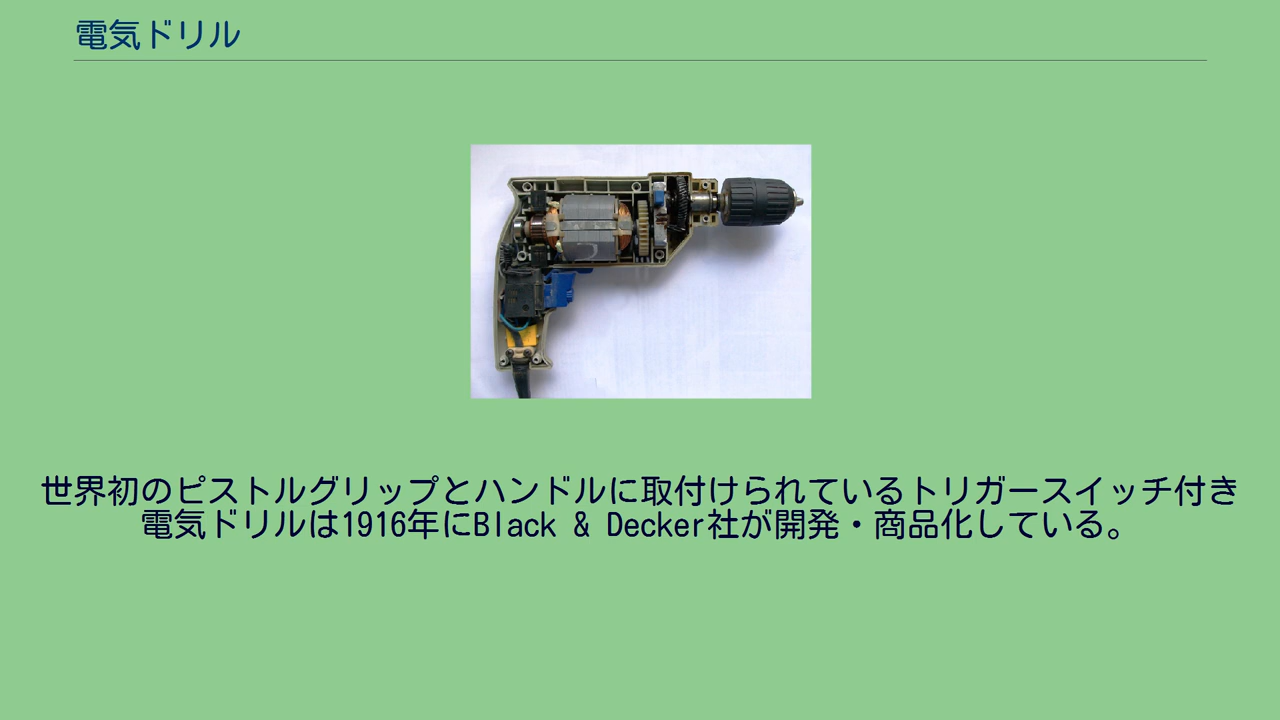 電気ドリル
世界初のピストルグリップとハンドルに取付けられているトリガースイッチ付き
電気ドリルは1916年にBlack & Decker社が開発・商品化している。